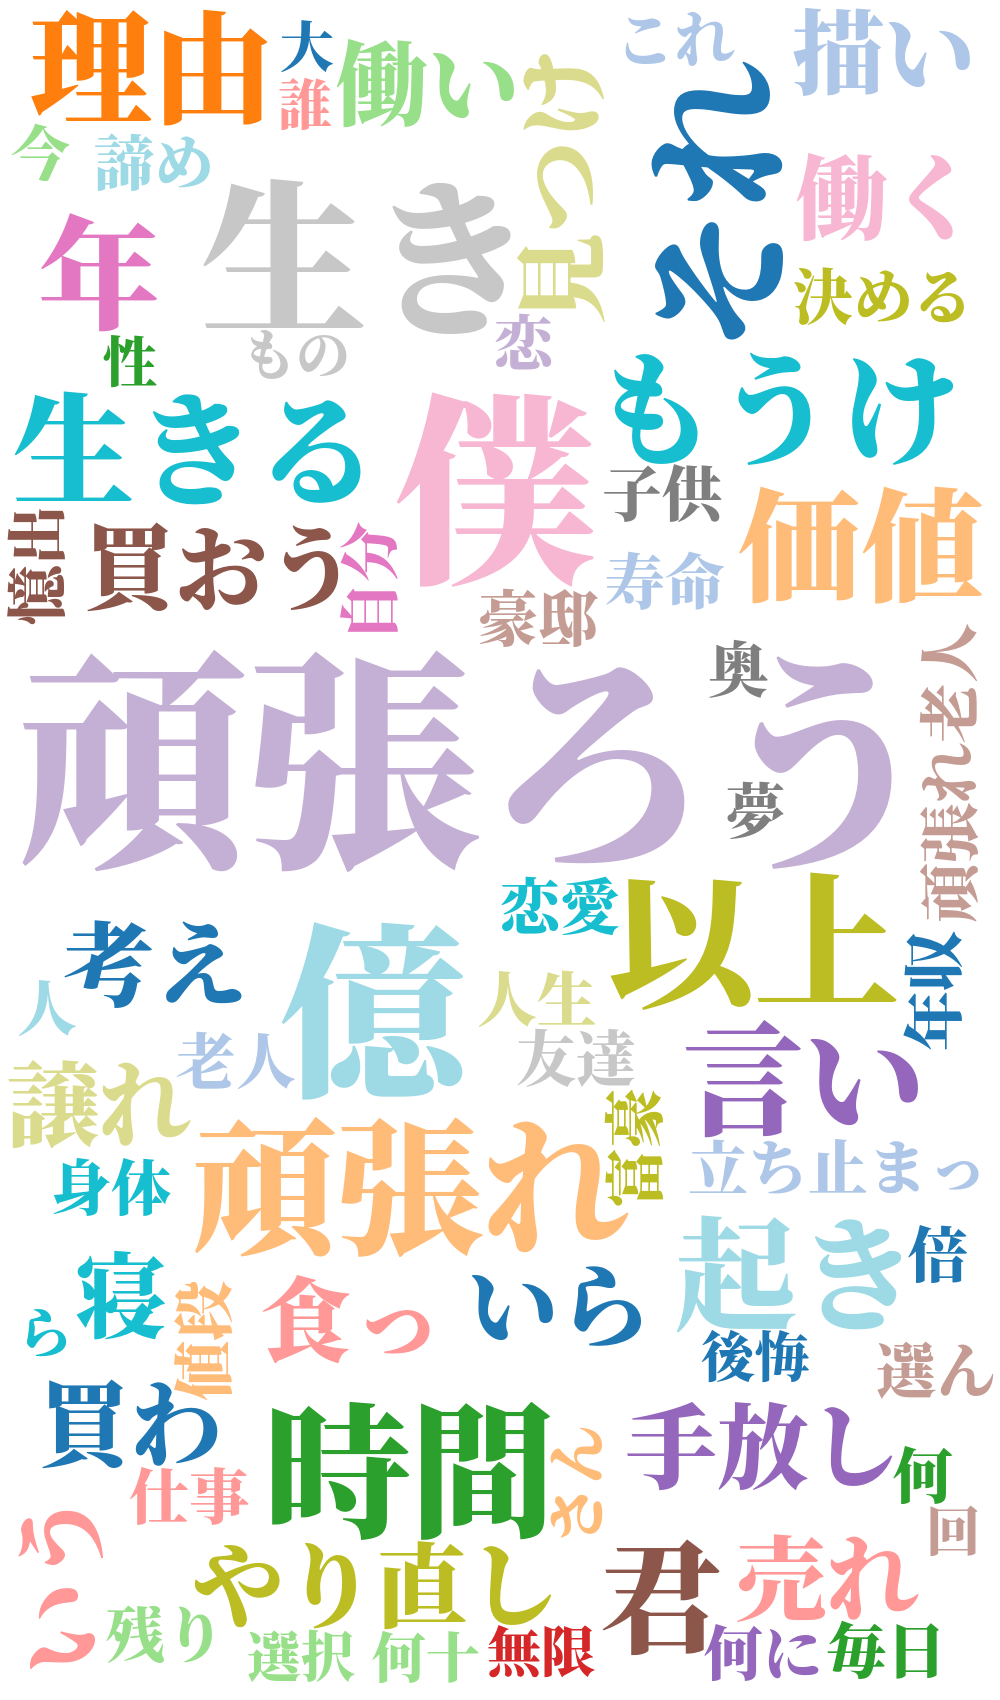 理由
大
誰
働い
見つけ
これ
描い
それ
今
諦め
働く
年
生き
決める
性
もの
恋
もうけ
生きる
僕
子供
価値
億出
買おう
自分
寿命
豪邸
頑張ろう
奥
夢
頑張れ老人
恋愛
以上
考え
億
人
人生
年収
老人
友達
言い
譲れ
富豪
頑張れ
立ち止まっ
身体
起き
倍
寝
ら
値段
食っ
いら
後悔
選ん
買わ
時間
さん
手放し
何
仕事
回
やり直し
君
売れ
残り
選択
何十
無限
何に
毎日